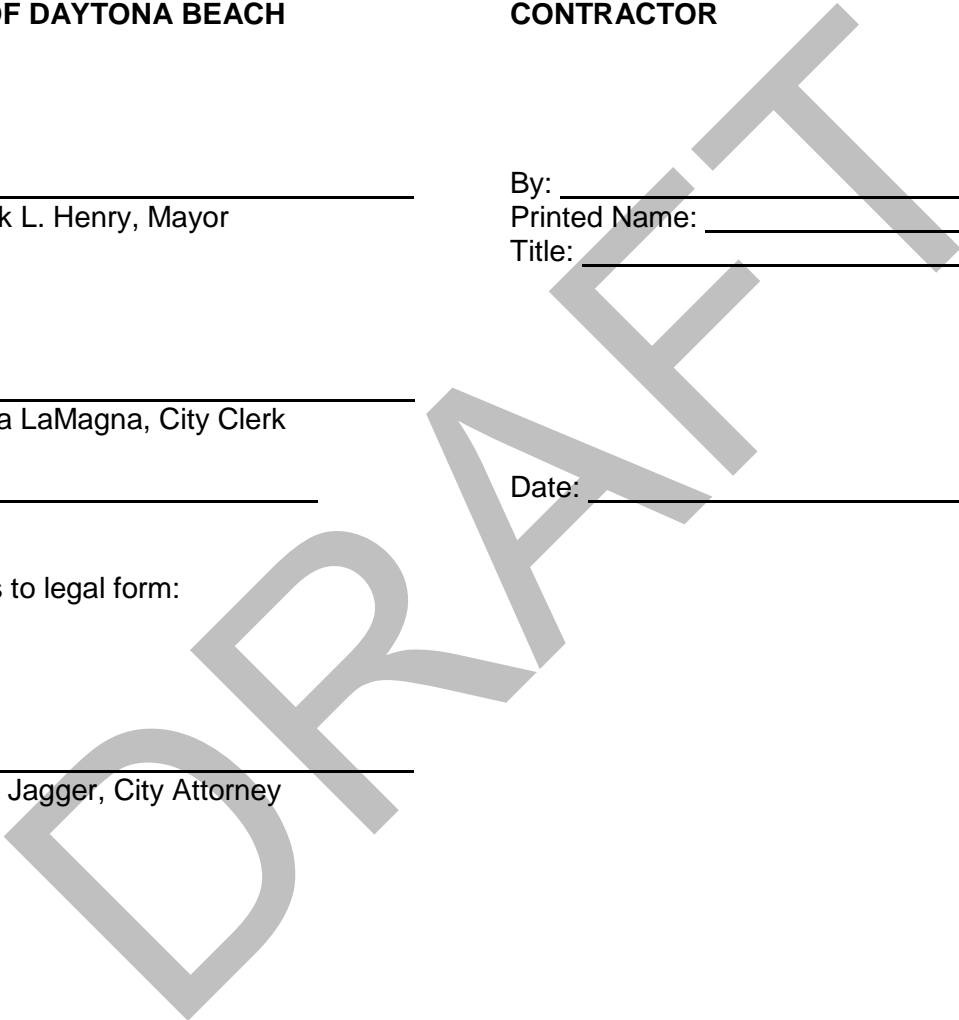 OF DAYTONA BEACH
k L. Henry, Mayor
a LaMagna, City Clerk
s to legal form:
Jagger, City Attorney
CONTRACTOR
By:
Printed Name:
Title:
Date:
DRAFT